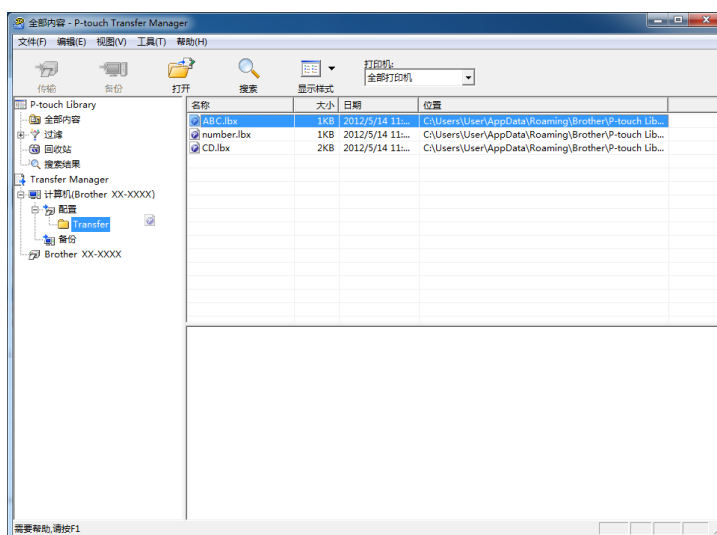 全部内容 - P-touch Transfer Manager
文件(F) 编辑(E) 视图(V) 工具(T) 帮助(H)
传输 备份 打开 搜索 显示样式 打印机: 全部打印机
P-touch Library
全部内容
过滤
回收站
搜索结果
Transfer Manager
计算机(Brother XX-XXXX)
配置
Transfer
备份
Brother XX-XXXX
名称 大小 日期 位置
ABC.lbx 1KB 2012/5/14 11:... C:\Users\User\AppData\Roaming\Brother\P-touch Lib...
number.lbx 1KB 2012/5/14 11:... C:\Users\User\AppData\Roaming\Brother\P-touch Lib...
CD.lbx 2KB 2012/5/14 11:... C:\Users\User\AppData\Roaming\Brother\P-touch Lib...
需要帮助,请按F1